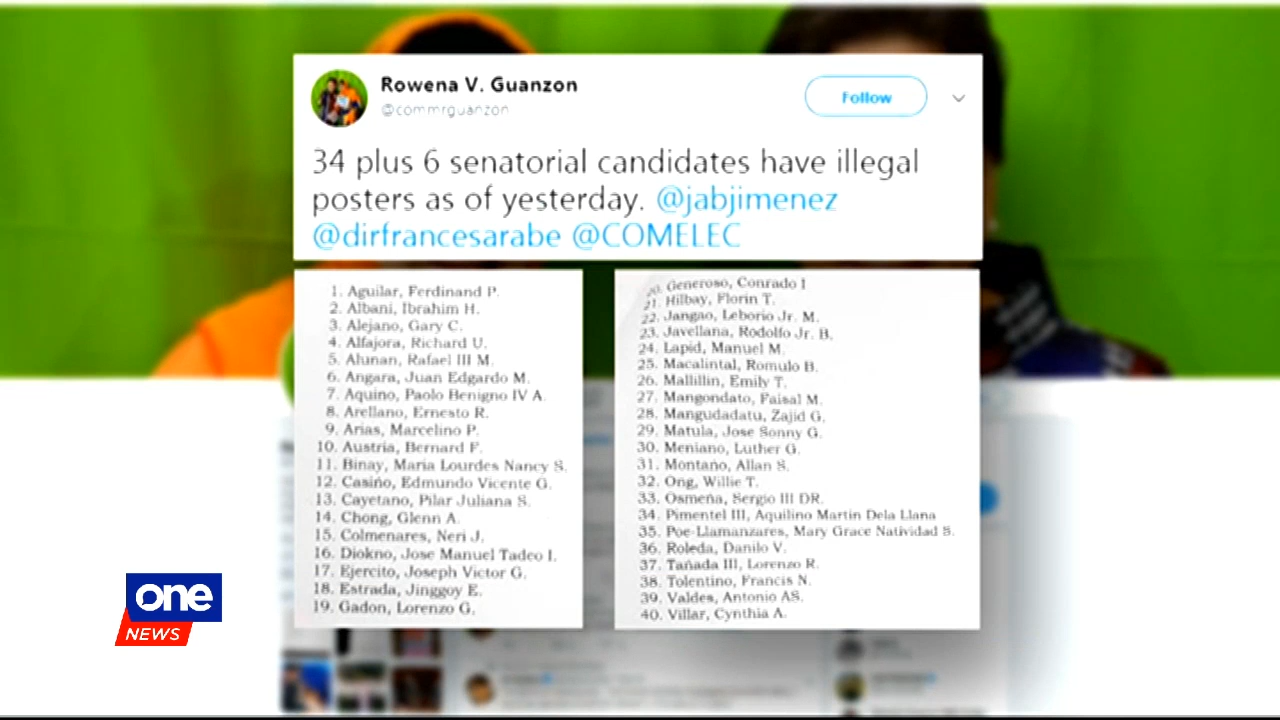 Rowena V. Guanzon
@commrguanzon
Follow
34 plus 6 senatorial candidates have illegal
posters as of yesterday. @jabjimenez
@dirfrancesarabe @COMELEC
1. Aguilar, Ferdinand P.
2. Albani, Ibrahim H.
3. Alejano, Gary C.
4. Alfajora, Richard U.
5. Alunan, Rafael III M.
6. Angara, Juan Edgardo M.
7. Aquino, Paolo Benigno IV A.
8. Arellano, Ernesto R.
9. Arias, Marcelino P.
10. Austria, Bernard F.
11. Binay, Maria Lourdes Nancy S.
12. Casiño, Edmundo Vicente G.
13. Cayetano, Pilar Juliana S.
14. Chong, Glenn A.
15. Colmenares, Neri J.
16. Diokno, Jose Manuel Tadeo I.
17. Ejercito, Joseph Victor G.
18. Estrada, Jinggoy E.
19. Gadon, Lorenzo G.
20. Generoso, Conrado I
21. Hilbay, Florin T.
22. Jangao, Leborio Jr. M.
23. Javellana, Rodolfo Jr. B.
24. Lapid, Manuel M.
25. Macalintal, Romulo B.
26. Mallillin, Emily T.
27. Mangondato, Faisal M.
28. Mangudadatu, Zajid G.
29. Matula, Jose Sonny G.
30. Meniano, Luther G.
31. Montaño, Allan S.
32. Ong, Willie T.
33. Osmeña, Sergio III DR.
34. Pimentel III, Aquilino Martin Dela Llana
35. Poe-Llamanzares, Mary Grace Natividad S.
36. Roleda, Danilo V.
37. Tañada III, Lorenzo R.
38. Tolentino, Francis N.
39. Valdes, Antonio AS.
40. Villar, Cynthia A.
one
NEWS